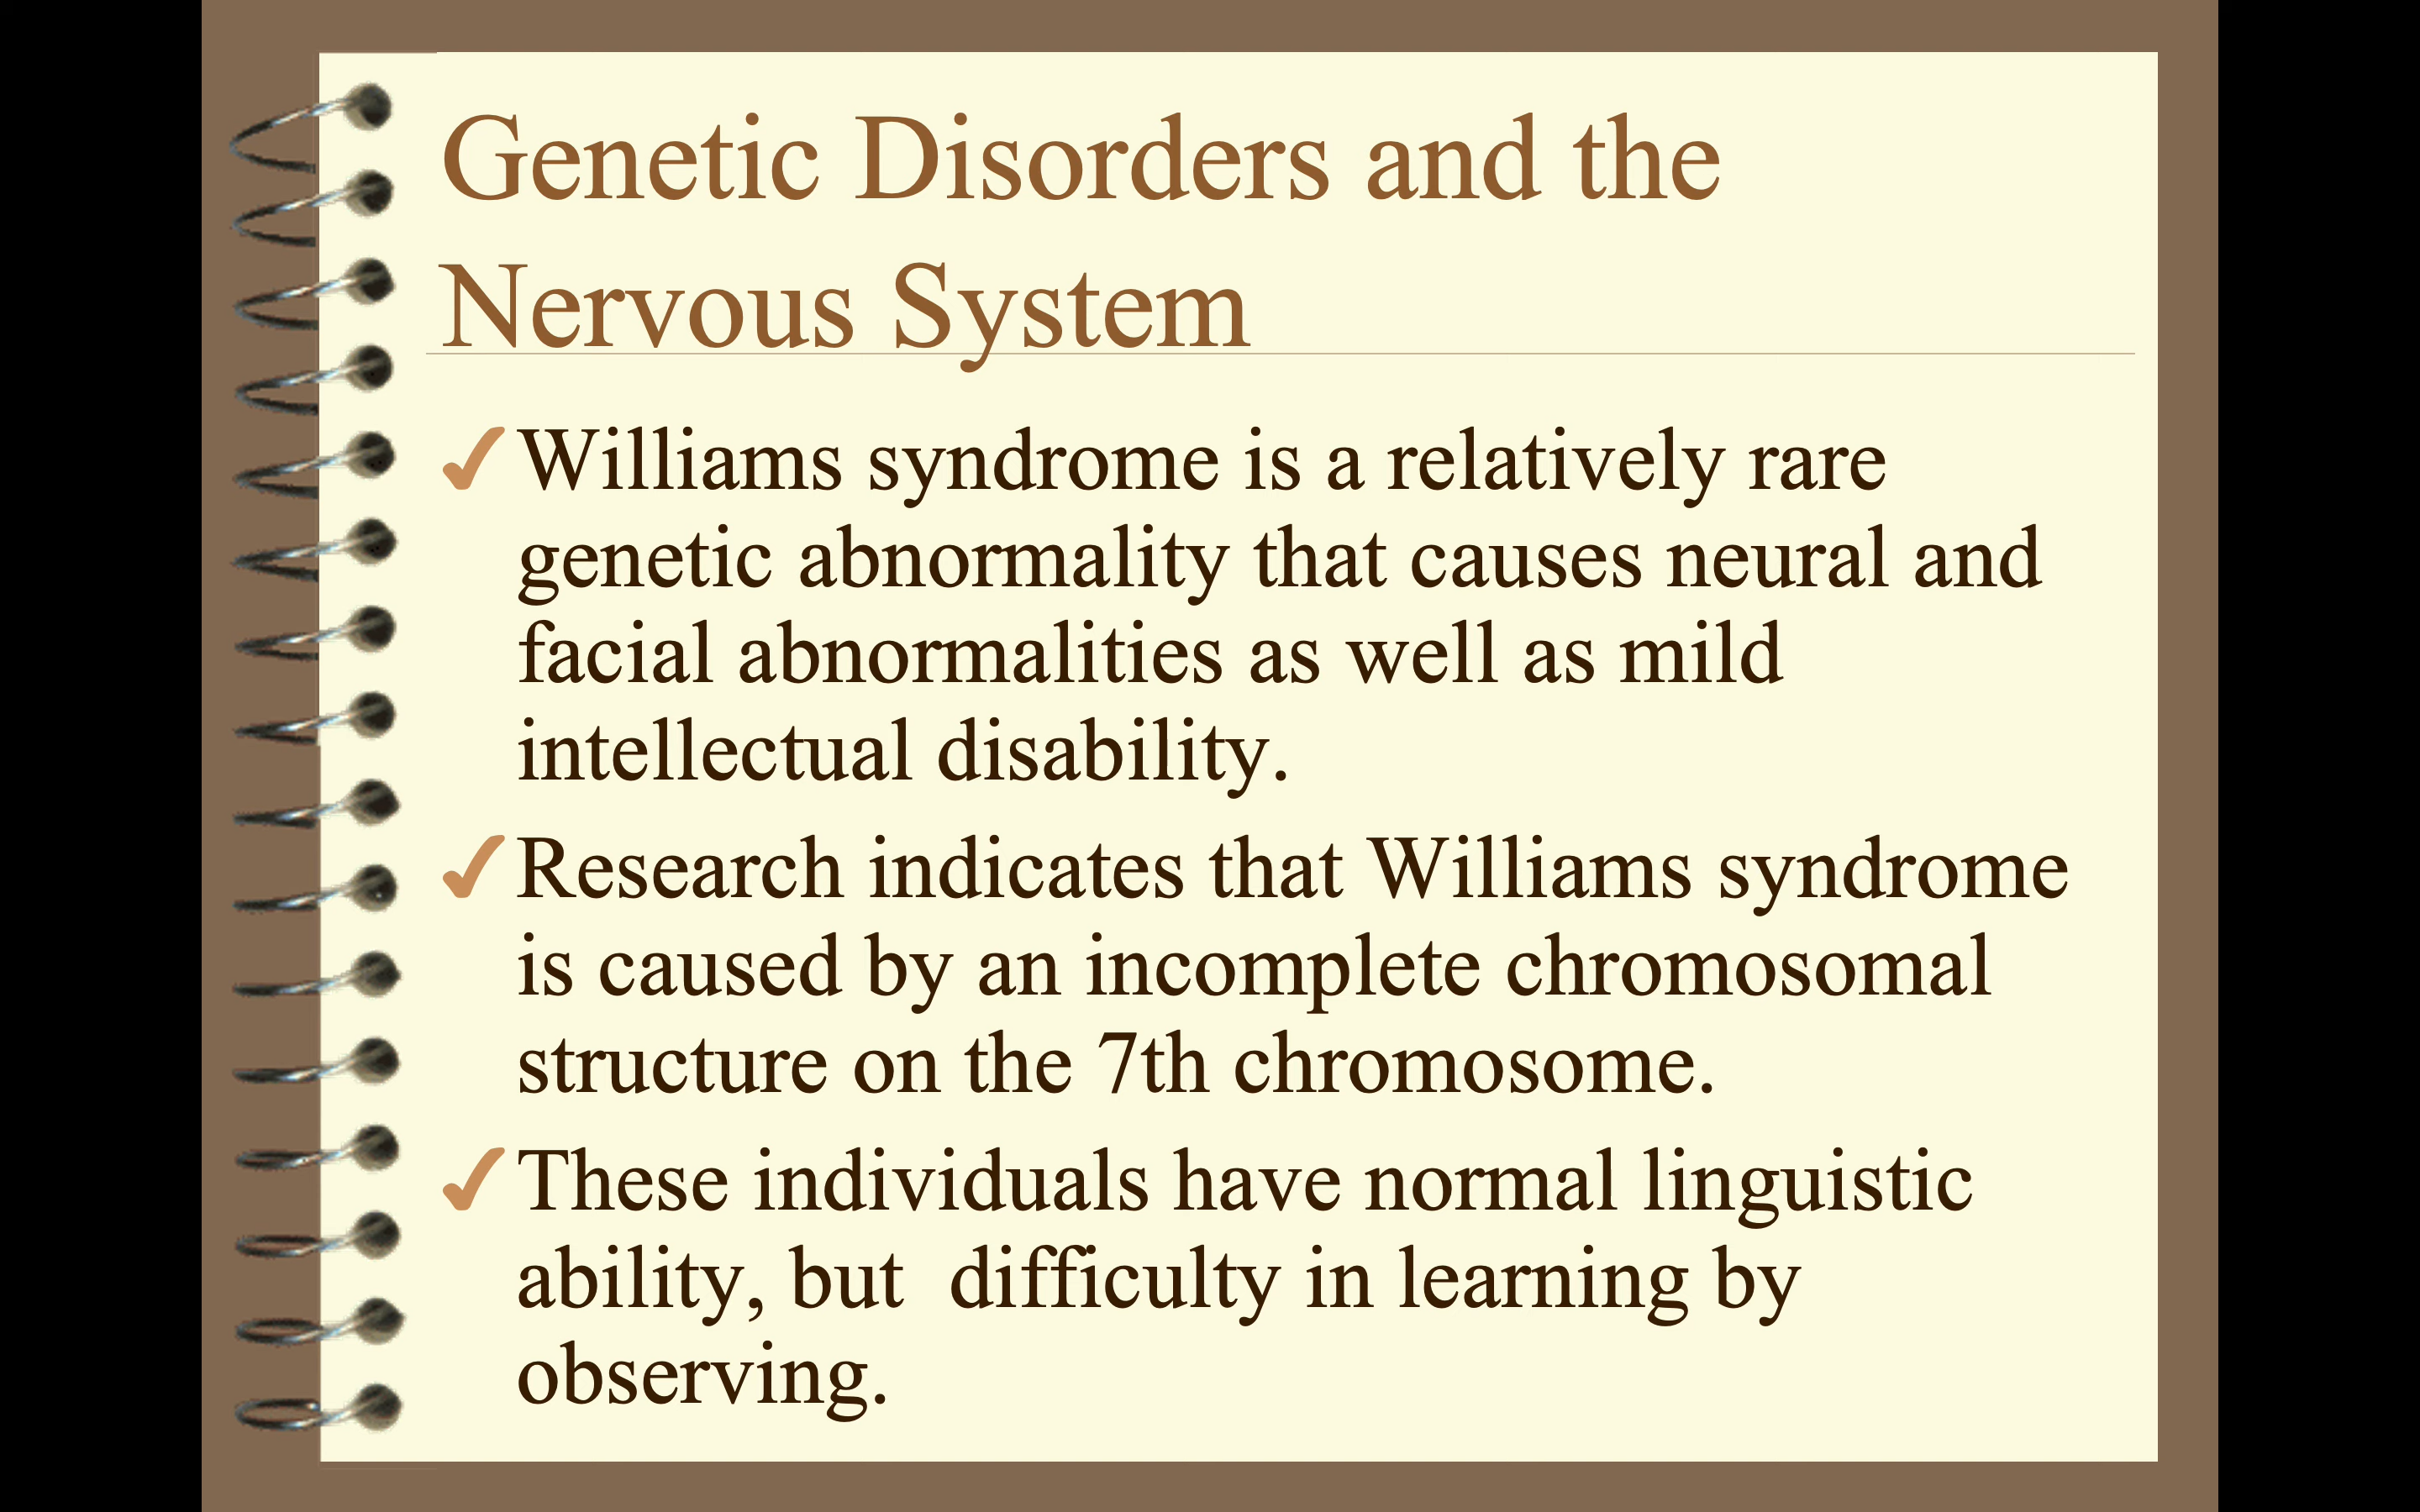 Genetic Disorders and the
Nervous System
✓Williams syndrome is a relatively rare
genetic abnormality that causes neural and
facial abnormalities as well as mild
intellectual disability.
✓Research indicates that Williams syndrome
is caused by an incomplete chromosomal
structure on the 7th chromosome.
✓These individuals have normal linguistic
ability, but  difficulty in learning by
observing.